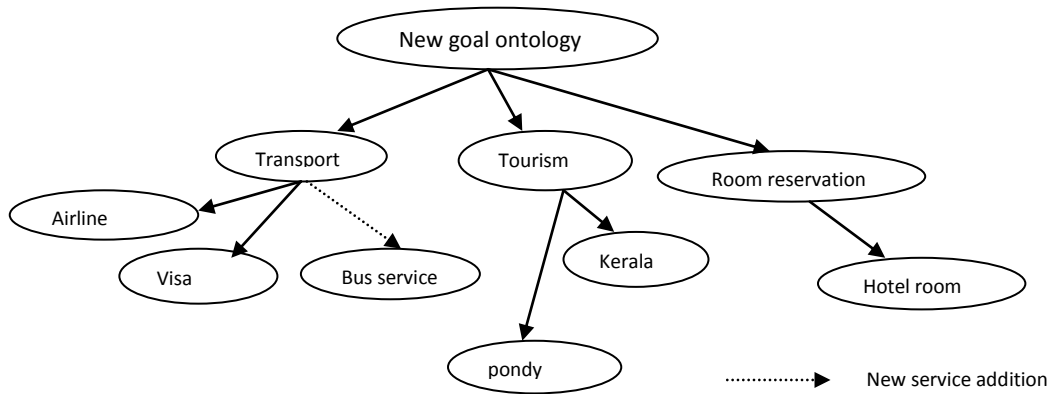 New goal ontology
Transport
Tourism
Room reservation
Airline
Visa
Bus service
Kerala
Hotel room
pondy
New service addition